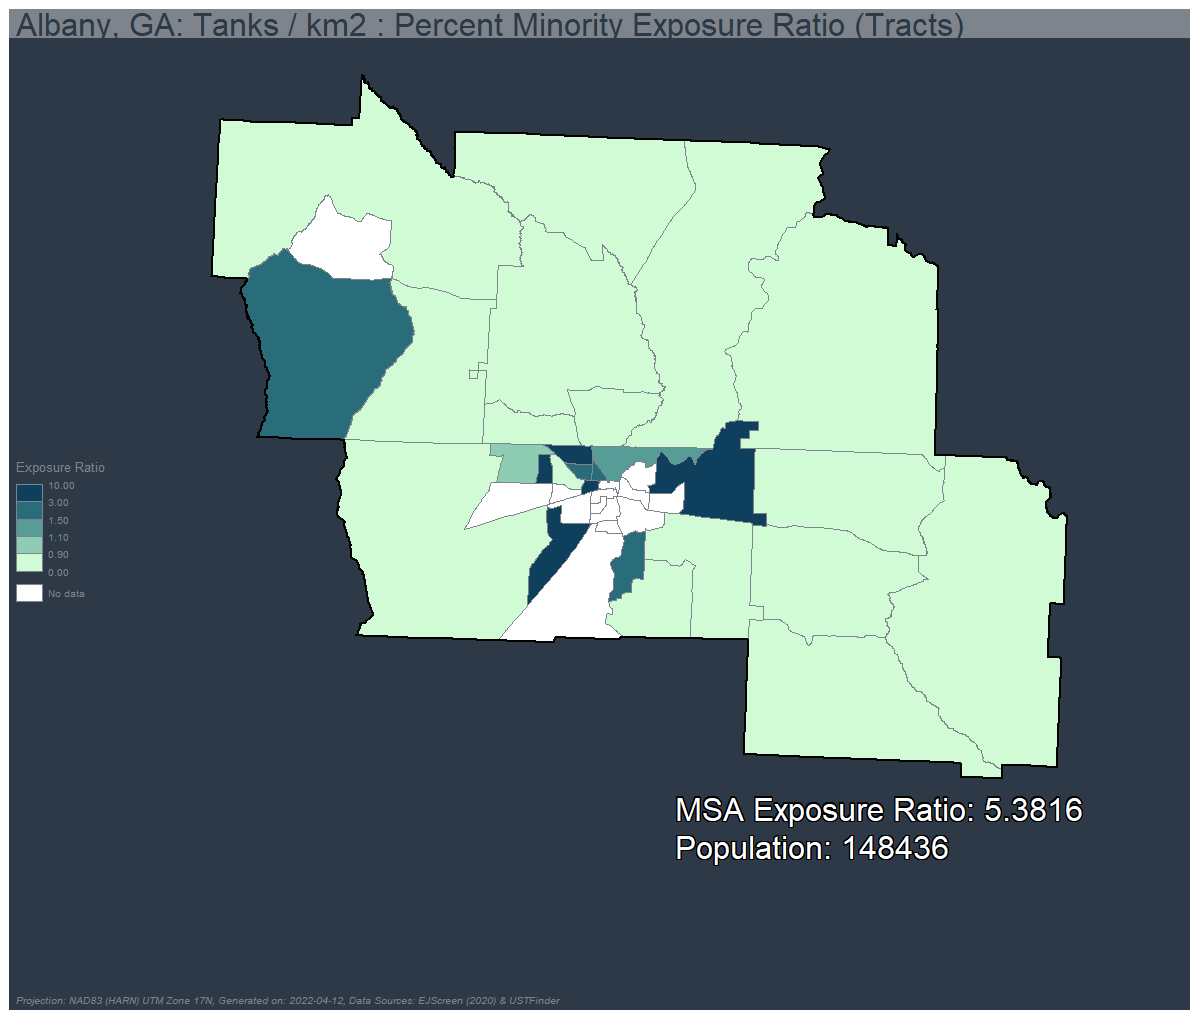 Albany, GA: Tanks / km2 : Percent Minority Exposure Ratio (Tracts)
Exposure Ratio
10.00
3.00
1.50
1.10
0.90
0.00
No data
MSA Exposure Ratio: 5.3816
Population: 148436
Projection: NAD83 (HARN) UTM Zone 17N, Generated on: 2022-04-12, Data Sources: EJScreen (2020) & USTFinder